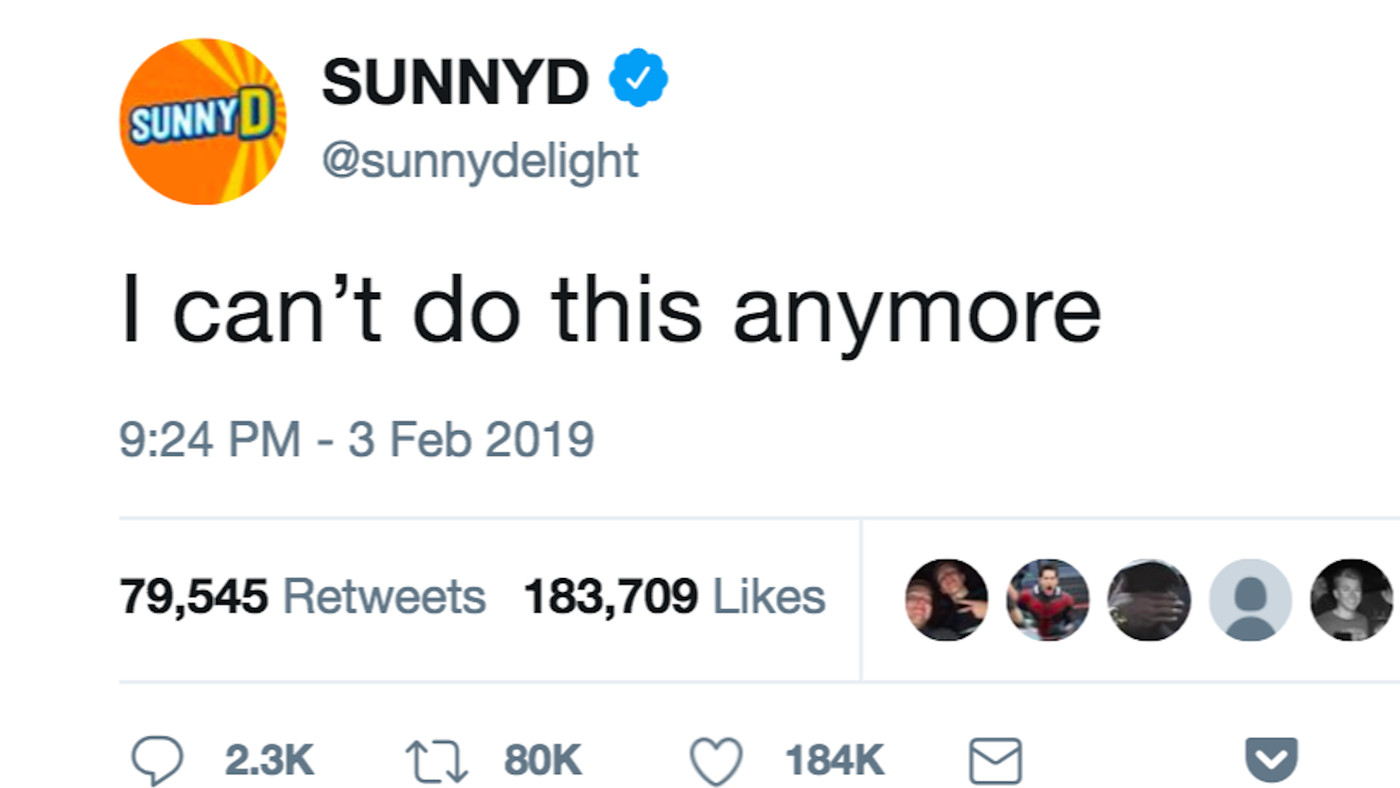 SUNNYD
SUNNYD
@sunnydelight
I can’t do this anymore
9:24 PM - 3 Feb 2019
79,545 Retweets 183,709 Likes
2.3K 80K 184K